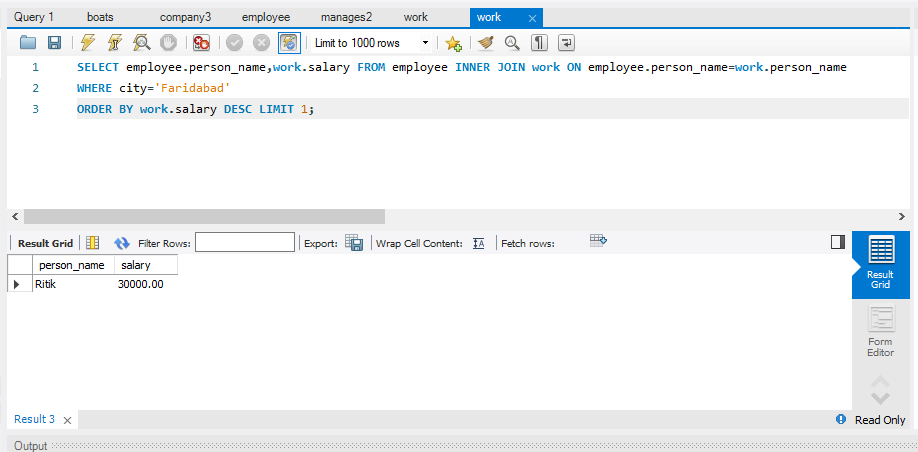 Query 1 boats company3 employee manages2 work work
Limit to 1000 rows
1 SELECT employee.person_name,work.salary FROM employee INNER JOIN work ON employee.person_name=work.person_name
2 WHERE city='Faridabad'
3 ORDER BY work.salary DESC LIMIT 1;
Result Grid Filter Rows: Export: Wrap Cell Content: Fetch rows:
person_name salary
Ritik 30000.00
Result
Grid
Form
Editor
Result 3 Read Only
Output